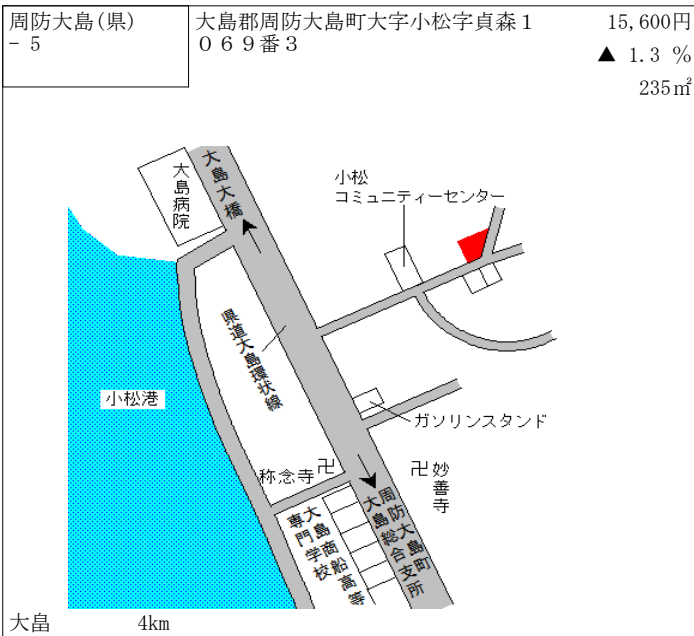 周防大島(県)
- 5
大島郡周防大島町大字小松字貞森１
０６９番３
15,600円
▲ 1.3 %
235㎡
大島病院
大島大橋
小松
コミュニティーセンター
県道大島環状線
小松港
ガソリンスタンド
称念寺
卍
卍
妙善寺
大島商船高等
専門学校
周防大島町
大島総合支所
大畠
4km